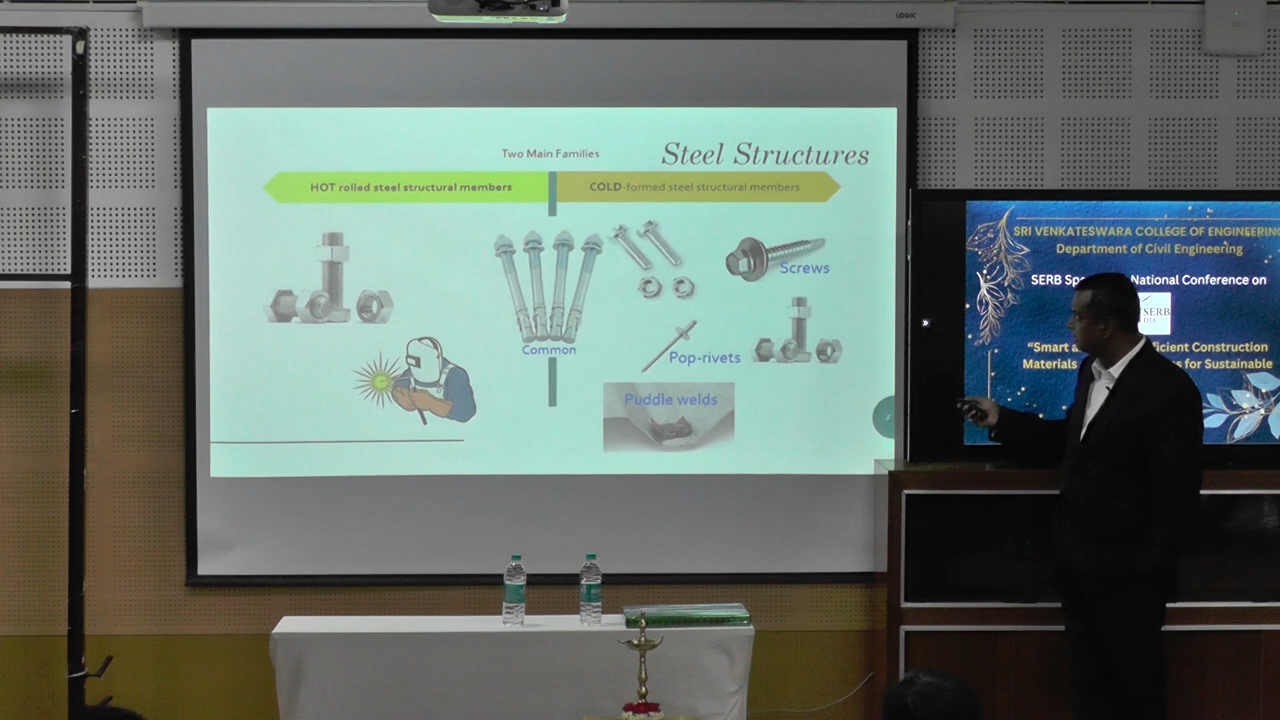 LOGIC
Two Main Families
Steel Structures
HOT rolled steel structural members
COLD-formed steel structural members
Screws
Common
Pop-rivets
Puddle welds
SRI VENKATESWARA COLLEGE OF ENGINEERING
Department of Civil Engineering
SERB National Conference on
SERB
DIA
"Smart Construction
Materials for Sustainable